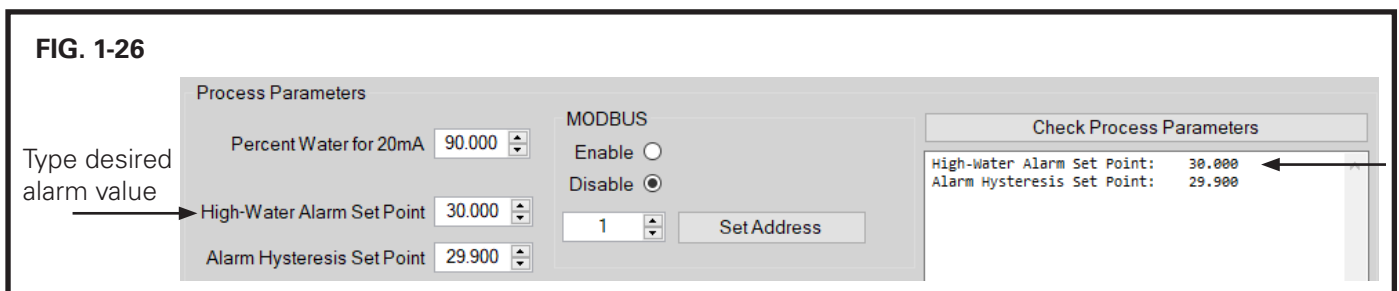 FIG. 1-26
Process Parameters
Percent Water for 20mA 90.000
MODBUS
Enable
Disable
1 Set Address
Check Process Parameters
Type desired
alarm value
High-Water Alarm Set Point 30.000
Alarm Hysteresis Set Point 29.900
High-Water Alarm Set Point: 30.000
Alarm Hysteresis Set Point: 29.900